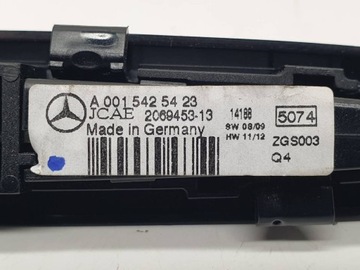 A 001 542 54 23
JCAE 2069453-13
Made in Germany
14186
SW 08/09
HW 11/12
5074
ZGS003
Q4